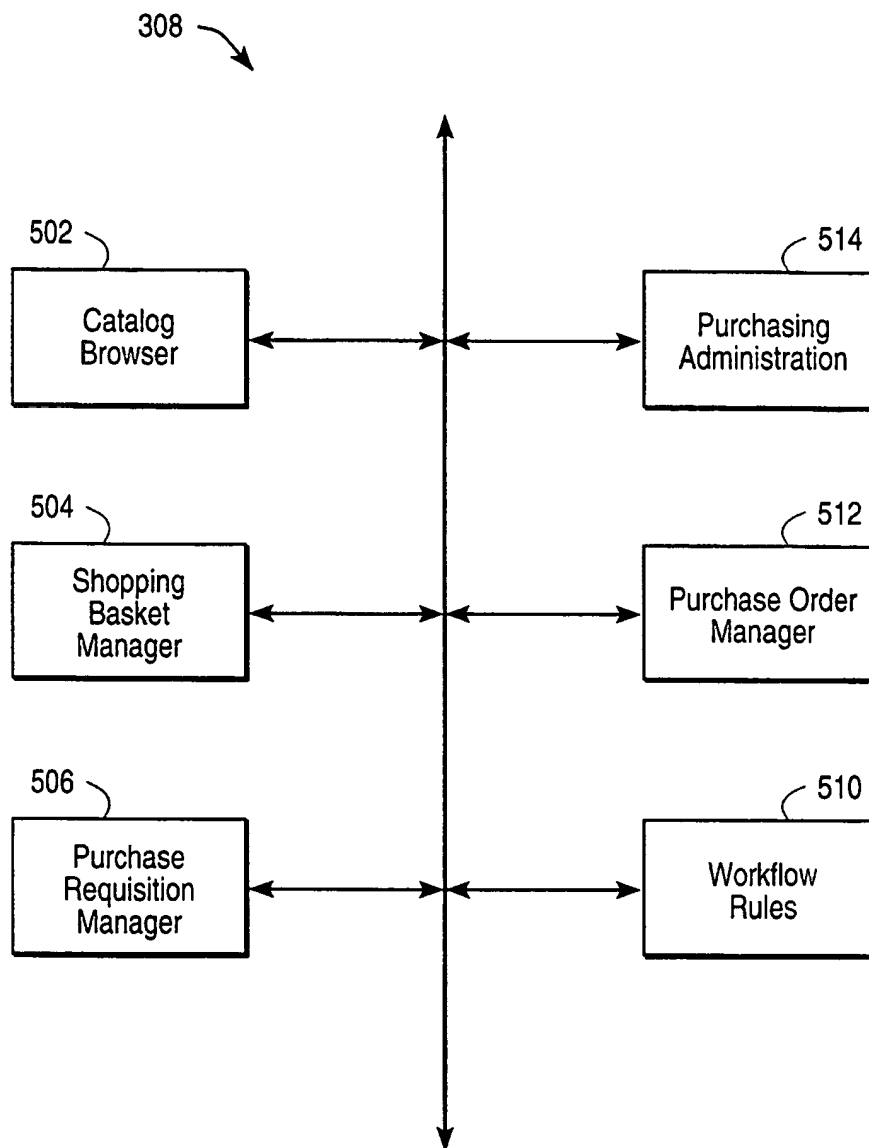 308
502
Catalog
Browser
514
Purchasing
Administration
504
Shopping
Basket
Manager
512
Purchase Order
Manager
506
Purchase
Requisition
Manager
510
Workflow
Rules